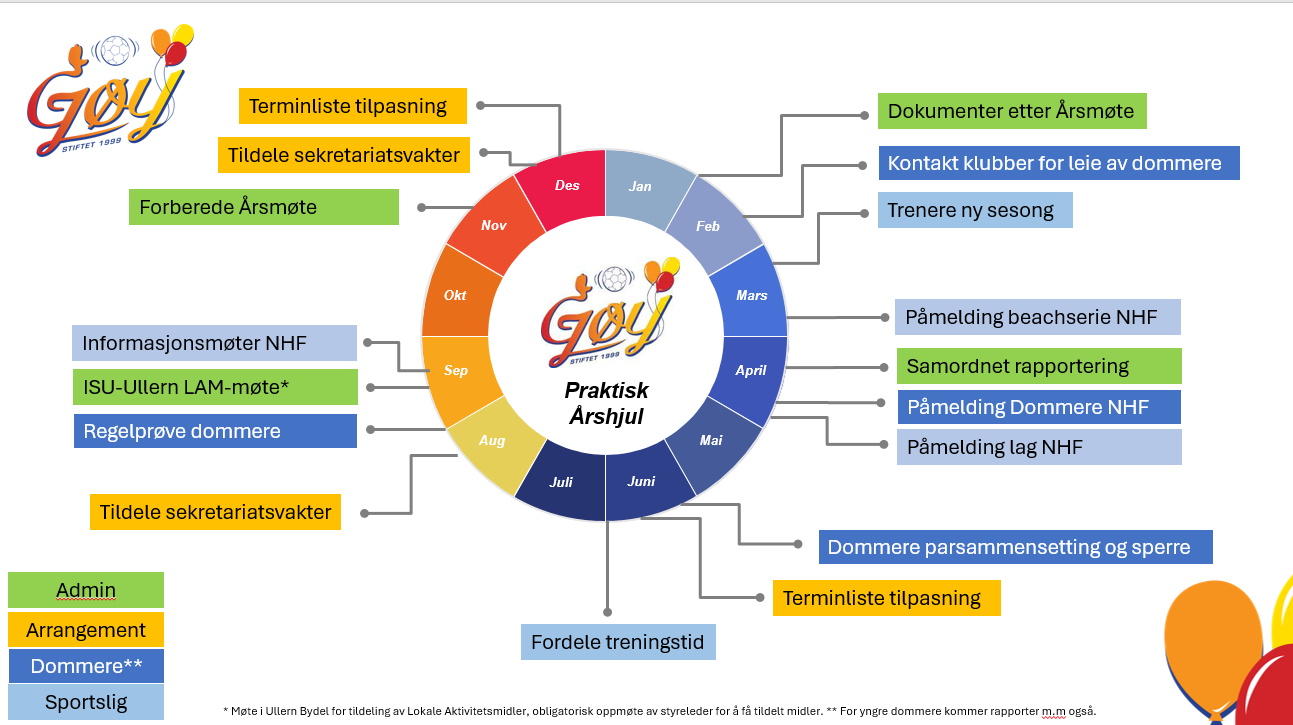 GØY
STIFTET 1999
Terminliste tilpasning
Tildele sekretariatsvakter
Forberede Årsmøte
Informasjonsmøter NHF
ISU-Ullern LAM-møte*
Regelprøve dommere
Tildele sekretariatsvakter
Dokumenter etter Årsmøte
Kontakt klubber for leie av dommere
Trenere ny sesong
Påmelding beachserie NHF
Samordnet rapportering
Påmelding Dommere NHF
Påmelding lag NHF
Dommere parsammensetting og sperre
Terminliste tilpasning
Fordele treningstid
Jan
Feb
Mars
April
Mai
Juni
Juli
Aug
Sep
Okt
Nov
Des
GØY
STIFTET 1999
Praktisk
Årshjul
Admin
Arrangement
Dommere**
Sportslig
* Møte i Ullern Bydel for tildeling av Lokale Aktivitetsmidler, obligatorisk oppmøte av styreleder for å få tildelt midler. ** For yngre dommere kommer rapporter m.m også.